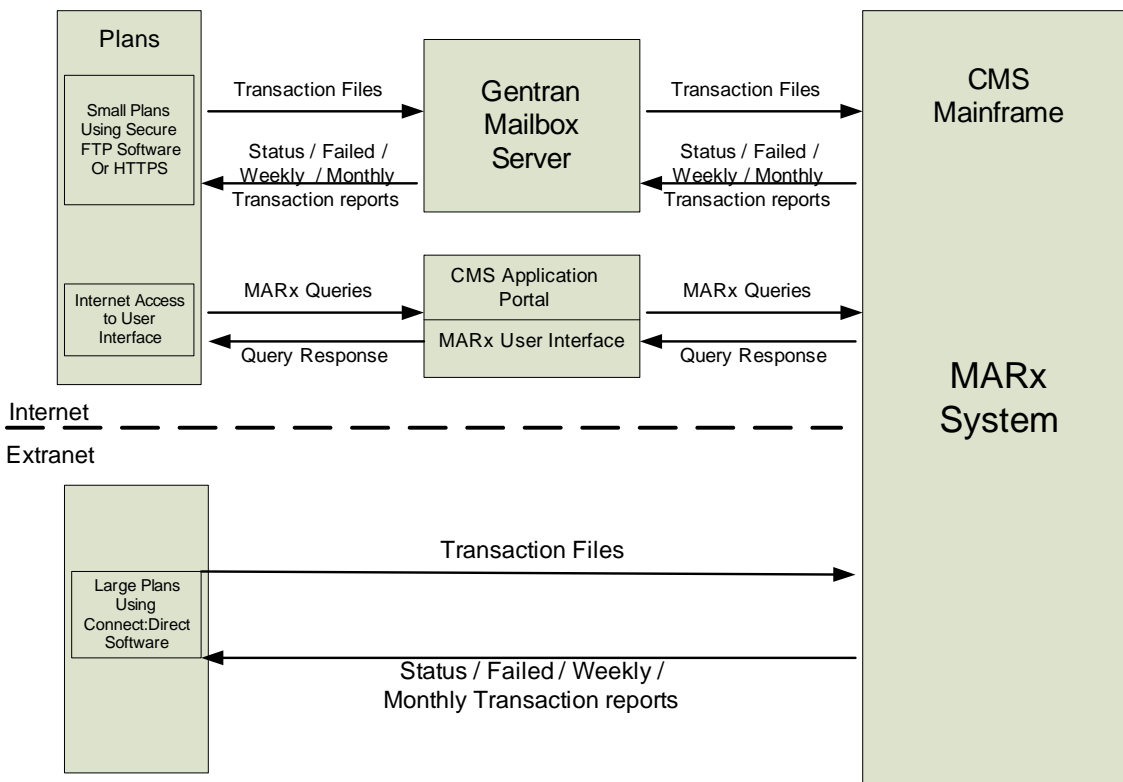 Plans
Small Plans
Using Secure
FTP Software
Or HTTPS
Transaction Files
Status / Failed /
Weekly / Monthly
Transaction reports
Gentran
Mailbox
Server
Transaction Files
Status / Failed /
Weekly / Monthly
Transaction reports
CMS
Mainframe
Internet Access
to User
Interface
MARx Queries
Query Response
CMS Application
Portal
MARx User Interface
MARx Queries
Query Response
MARx
System
Internet
Extranet
Large Plans
Using
Connect:Direct
Software
Transaction Files
Status / Failed / Weekly /
Monthly Transaction reports